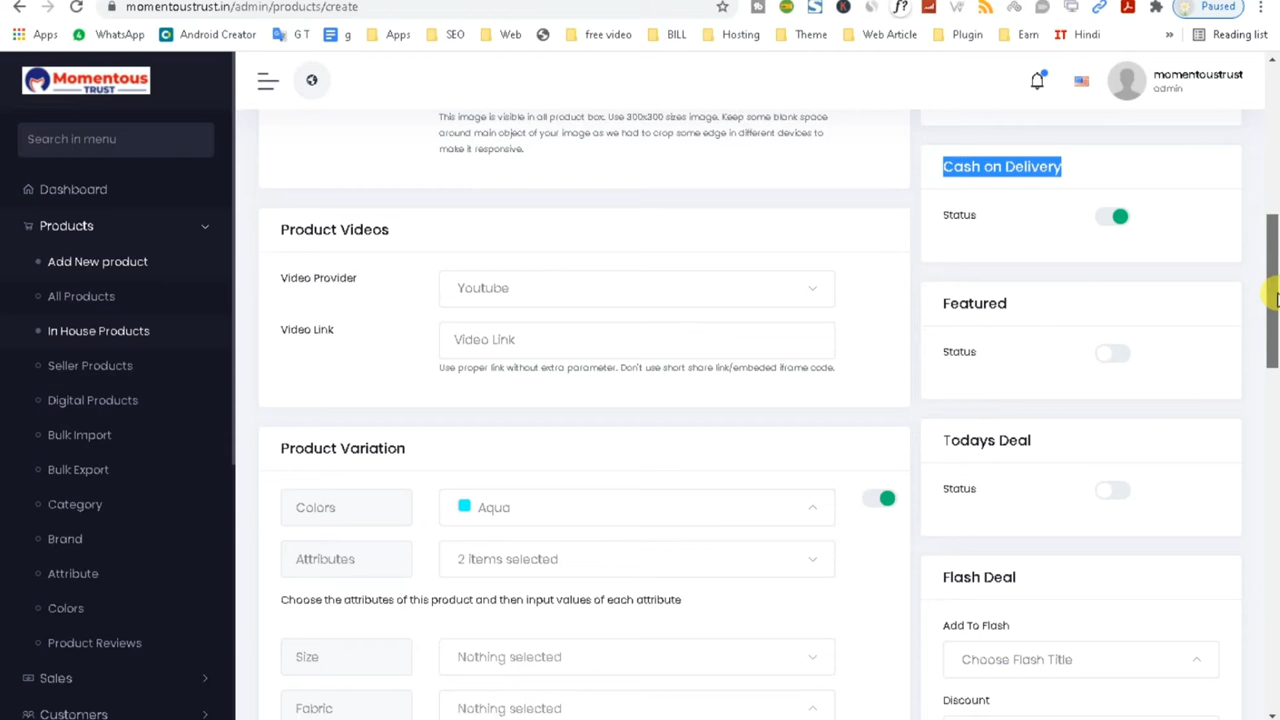 momentoustrust.in/admin/products/create
Paused
Apps
WhatsApp
Android Creator
G T
g
Apps
SEO
Web
free video
BILL
Hosting
Theme
Web Article
Plugin
Earn
IT Hindi
»
Reading list
Momentous
TRUST
momentoustrust
admin
Search in menu
Dashboard
Products
Add New product
All Products
In House Products
Seller Products
Digital Products
Bulk Import
Bulk Export
Category
Brand
Attribute
Colors
Product Reviews
Sales
Customers
This image is visible in all product box. Use 300x300 sizes image. Keep some blank space
around main object of your image as we had to crop some edge in different devices to
make it responsive.
Product Videos
Video Provider
Youtube
Video Link
Video Link
Use proper link without extra parameter. Don't use short share link/embeded iframe code.
Product Variation
Colors
Aqua
Attributes
2 items selected
Choose the attributes of this product and then input values of each attribute
Size
Nothing selected
Fabric
Nothing selected
Cash on Delivery
Status
Featured
Status
Todays Deal
Status
Flash Deal
Add To Flash
Choose Flash Title
Discount